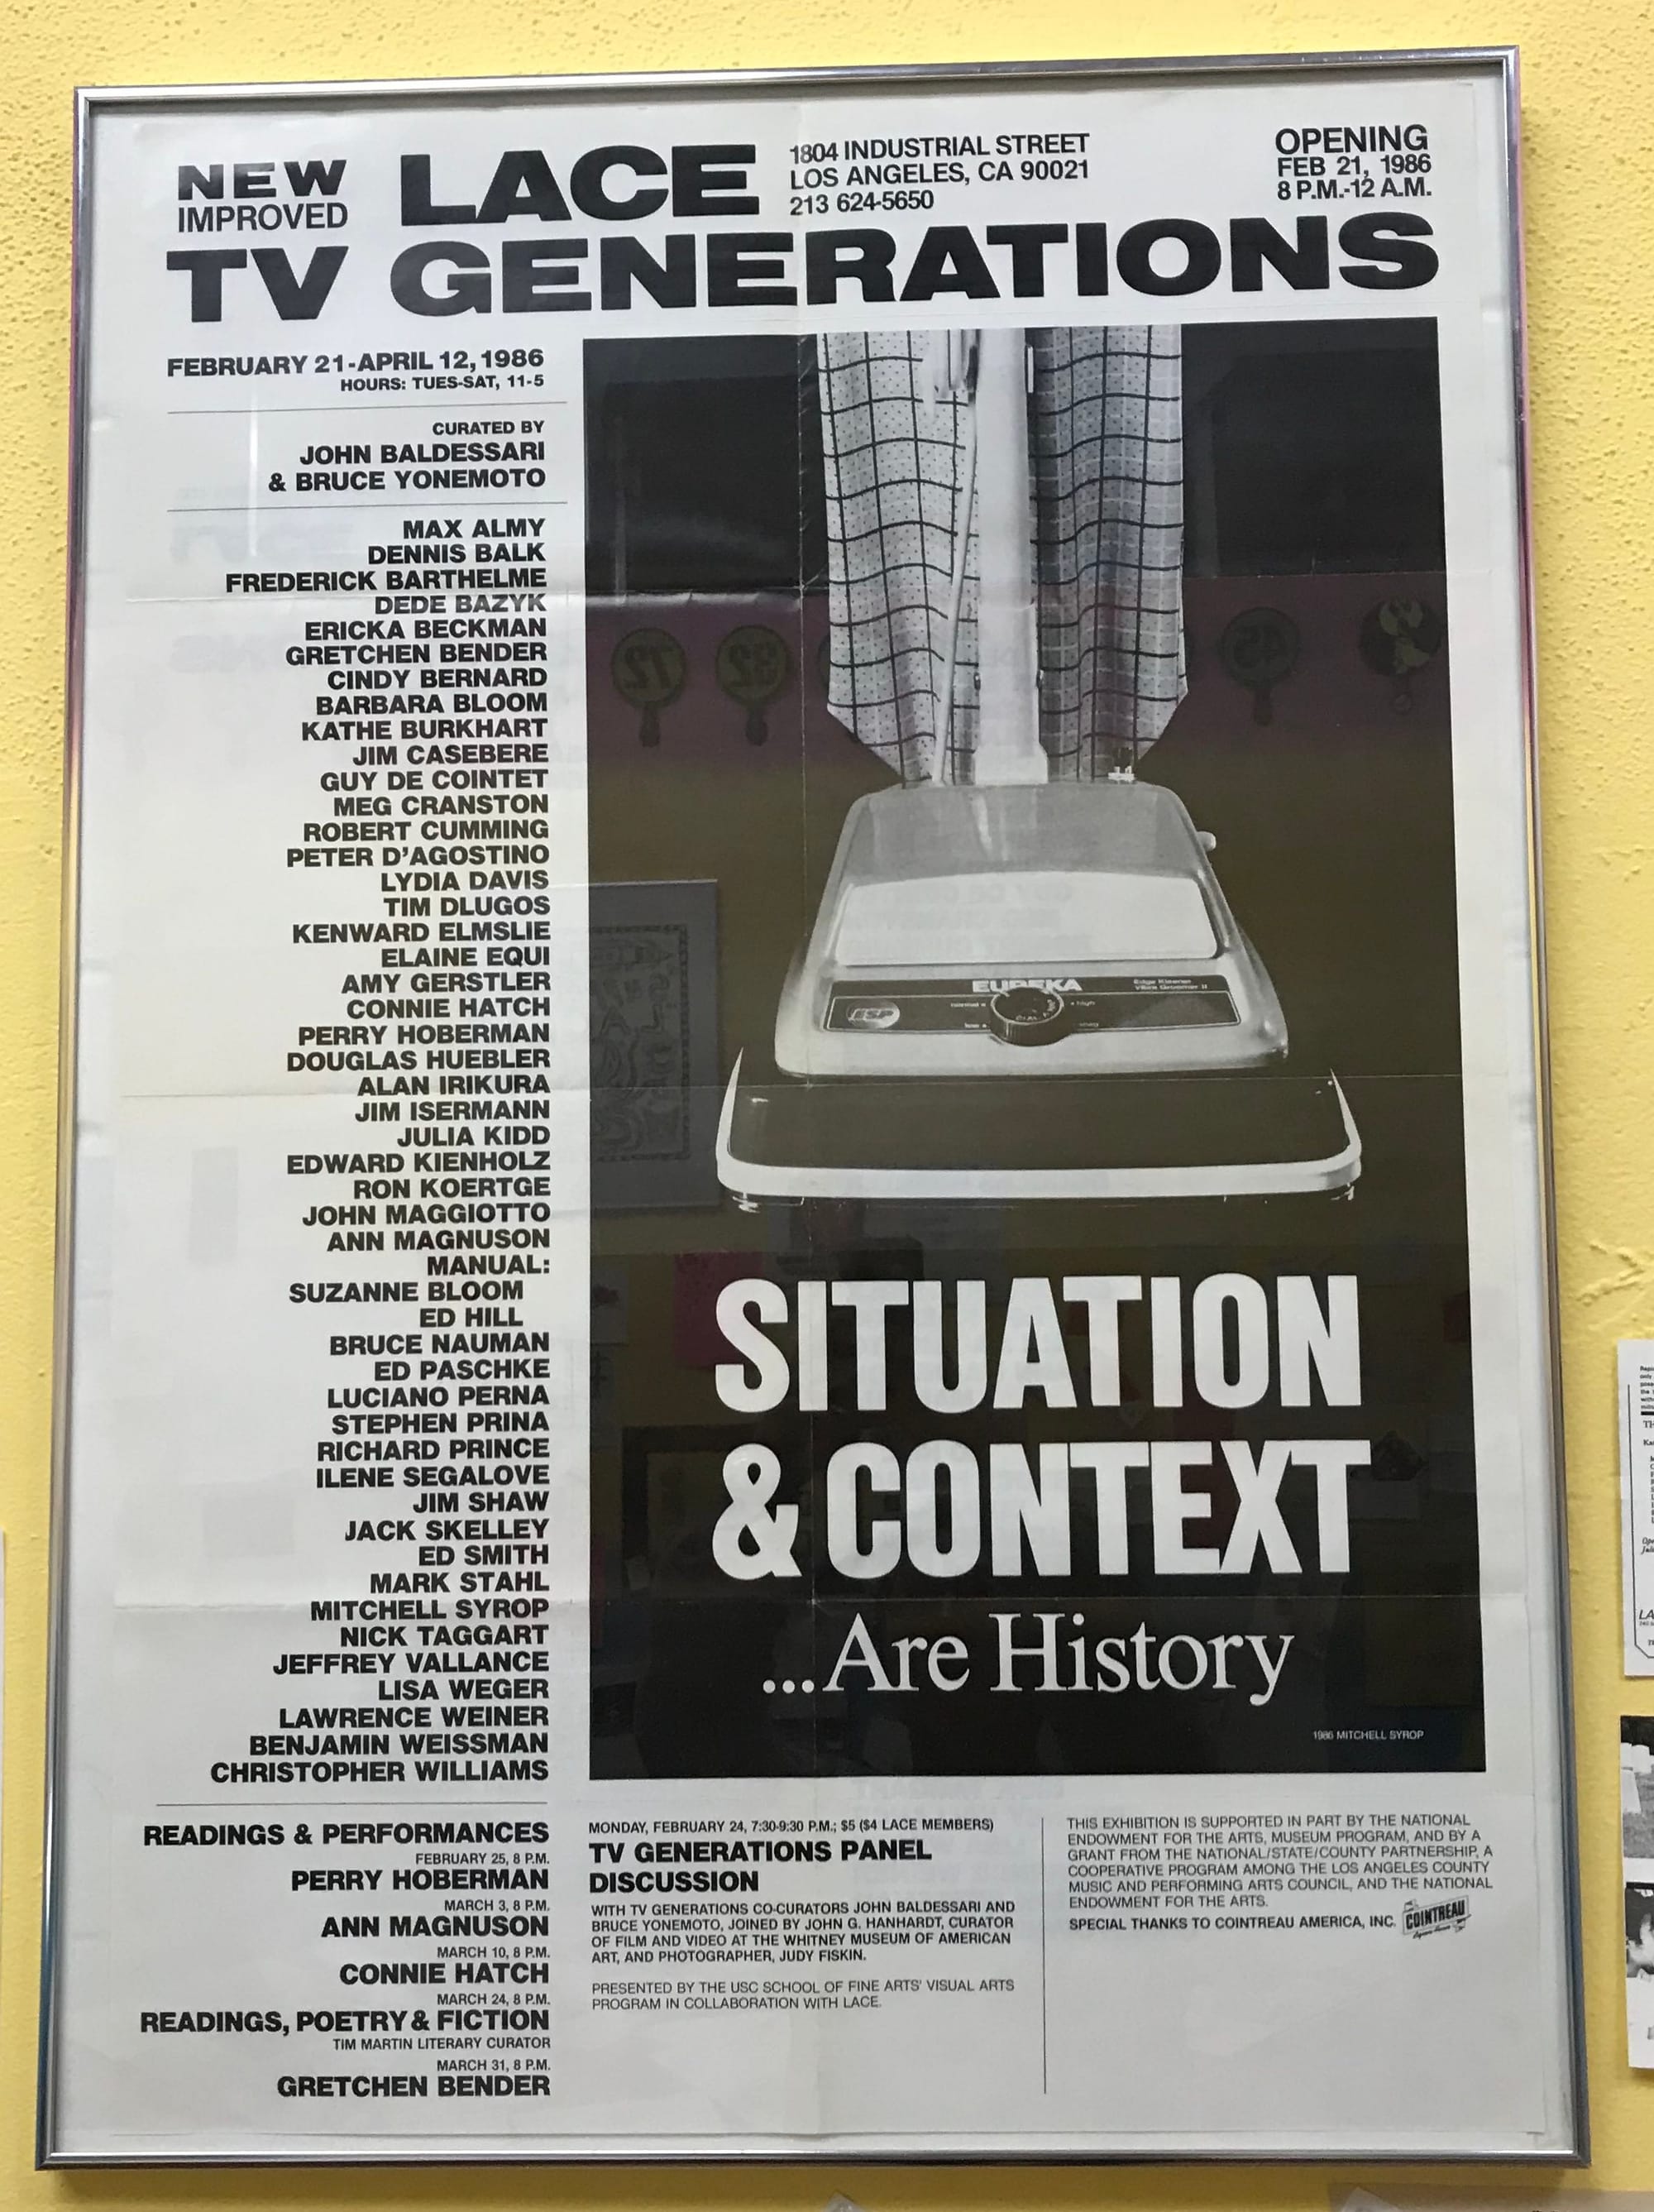 NEW
IMPROVED
LACE
1804 INDUSTRIAL STREET
LOS ANGELES, CA 90021
213 624-5650
OPENING
FEB 21, 1986
8 P.M.-12 A.M.
TV GENERATIONS
FEBRUARY 21-APRIL 12, 1986
HOURS: TUES-SAT, 11-5
CURATED BY
JOHN BALDESSARI
& BRUCE YONEMOTO
MAX ALMY
DENNIS BALK
FREDERICK BARTHELME
DEDE BAZYK
ERICKA BECKMAN
GRETCHEN BENDER
CINDY BERNARD
BARBARA BLOOM
KATHE BURKHART
JIM CASEBERE
GUY DE COINTET
MEG CRANSTON
ROBERT CUMMING
PETER D'AGOSTINO
LYDIA DAVIS
TIM DLUGOS
KENWARD ELMSLIE
ELAINE EQUI
AMY GERSTLER
CONNIE HATCH
PERRY HOBERMAN
DOUGLAS HUEBLER
ALAN IRIKURA
JIM ISERMANN
JULIA KIDD
EDWARD KIENHOLZ
RON KOERTGE
JOHN MAGGIOTTO
ANN MAGNUSON
MANUAL:
SUZANNE BLOOM
ED HILL
BRUCE NAUMAN
ED PASCHKE
LUCIANO PERNA
STEPHEN PRINA
RICHARD PRINCE
ILENE SEGALOVE
JIM SHAW
JACK SKELLEY
ED SMITH
MARK STAHL
MITCHELL SYROP
NICK TAGGART
JEFFREY VALLANCE
LISA WEGER
LAWRENCE WEINER
BENJAMIN WEISSMAN
CHRISTOPHER WILLIAMS
READINGS & PERFORMANCES
FEBRUARY 25, 8 P.M.
PERRY HOBERMAN
MARCH 3, 8 P.M.
ANN MAGNUSON
MARCH 10, 8 P.M.
CONNIE HATCH
MARCH 24, 8 P.M.
READINGS, POETRY & FICTION
TIM MARTIN LITERARY CURATOR
MARCH 31, 8 P.M.
GRETCHEN BENDER
EUREKA
Edge Kleener
Vibra Groomer II
ESP
high
SITUATION
& CONTEXT
...Are History
1986 MITCHELL SYROP
MONDAY, FEBRUARY 24, 7:30-9:30 P.M.; $5 ($4 LACE MEMBERS)
TV GENERATIONS PANEL
DISCUSSION
WITH TV GENERATIONS CO-CURATORS JOHN BALDESSARI AND
BRUCE YONEMOTO, JOINED BY JOHN G. HANHARDT, CURATOR
OF FILM AND VIDEO AT THE WHITNEY MUSEUM OF AMERICAN
ART, AND PHOTOGRAPHER, JUDY FISKIN.
PRESENTED BY THE USC SCHOOL OF FINE ARTS' VISUAL ARTS
PROGRAM IN COLLABORATION WITH LACE.
THIS EXHIBITION IS SUPPORTED IN PART BY THE NATIONAL
ENDOWMENT FOR THE ARTS, MUSEUM PROGRAM, AND BY A
GRANT FROM THE NATIONAL/STATE/COUNTY PARTNERSHIP, A
COOPERATIVE PROGRAM AMONG THE LOS ANGELES COUNTY
MUSIC AND PERFORMING ARTS COUNCIL, AND THE NATIONAL
ENDOWMENT FOR THE ARTS.
SPECIAL THANKS TO COINTREAU AMERICA, INC.
COINTREAU